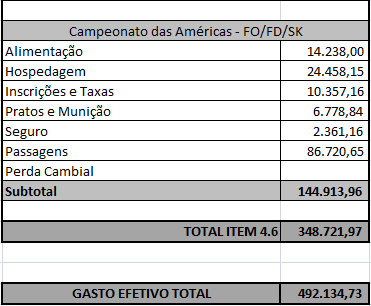 Campeonato das Américas - FO/FD/SK
Alimentação 14.238,00
Hospedagem 24.458,15
Inscrições e Taxas 10.357,16
Pratos e Munição 6.778,84
Seguro 2.361,16
Passagens 86.720,65
Perda Cambial
Subtotal 144.913,96
TOTAL ITEM 4.6 348.721,97
GASTO EFETIVO TOTAL 492.134,73